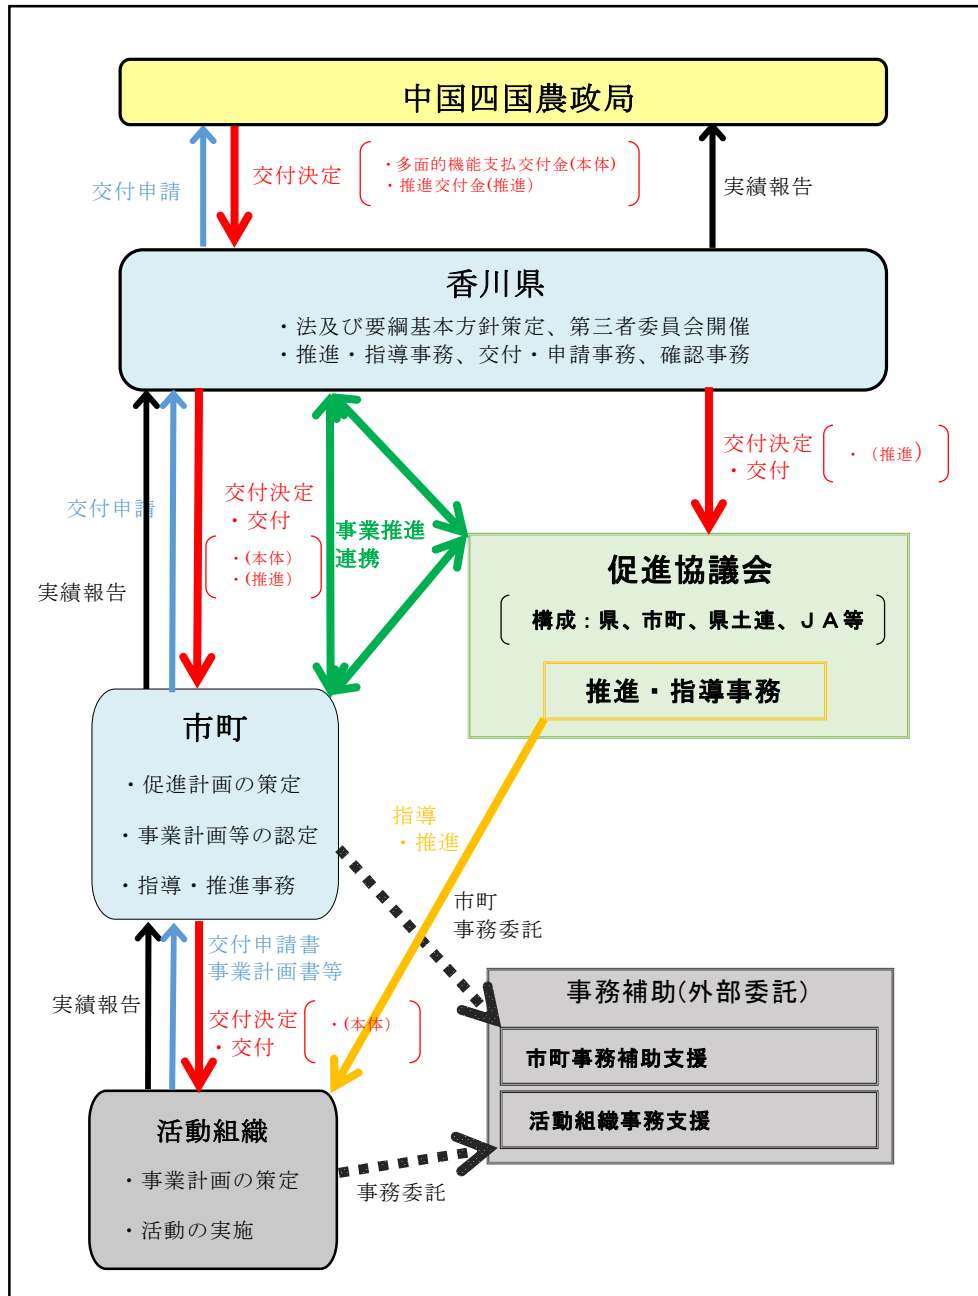 中国四国農政局
交付申請
交付決定
・多面的機能支払交付金(本体)
・推進交付金(推進)
実績報告
香川県
・法及び要綱基本方針策定、第三者委員会開催
・推進・指導事務、交付・申請事務、確認事務
交付申請
実績報告
交付決定
・交付
・(本体)
・(推進)
事業推進
連携
交付決定
・交付
・(推進)
促進協議会
構成：県、市町、県土連、ＪＡ等
推進・指導事務
市町
・促進計画の策定
・事業計画等の認定
・指導・推進事務
指導
・推進
市町
事務委託
実績報告
交付申請書
事業計画書等
交付決定
・交付
・(本体)
事務補助(外部委託)
市町事務補助支援
活動組織事務支援
活動組織
・事業計画の策定
・活動の実施
事務委託